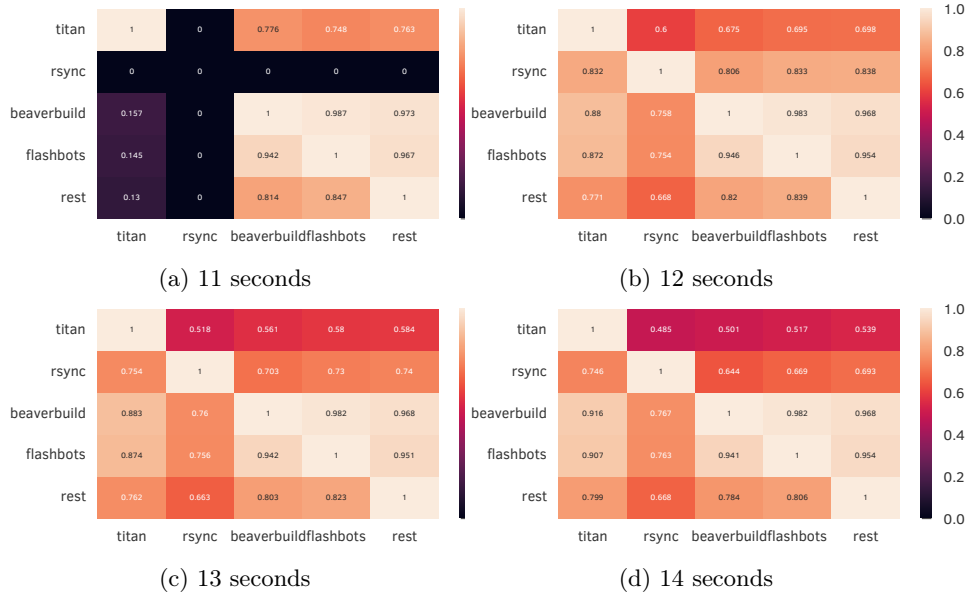 titan 1 0 0.776 0.748 0.763 titan 1 0.6 0.675 0.695 0.698 1.0
rsync 0 0 0 0 0 rsync 0.832 1 0.806 0.833 0.838 0.8
beaverbuild 0.157 0 1 0.987 0.973 beaverbuild 0.88 0.758 1 0.983 0.968 0.6
flashbots 0.145 0 0.942 1 0.967 flashbots 0.872 0.754 0.946 1 0.954 0.4
rest 0.13 0 0.814 0.847 1 rest 0.771 0.668 0.82 0.839 1 0.2
0.0
titan rsync beaverbuild flashbots rest titan rsync beaverbuild flashbots rest
(a) 11 seconds (b) 12 seconds
titan 1 0.518 0.561 0.58 0.584 titan 1 0.485 0.501 0.517 0.539 1.0
rsync 0.754 1 0.703 0.73 0.74 rsync 0.746 1 0.644 0.669 0.693 0.8
beaverbuild 0.883 0.76 1 0.982 0.968 beaverbuild 0.916 0.767 1 0.982 0.968 0.6
flashbots 0.874 0.756 0.942 1 0.951 flashbots 0.907 0.763 0.941 1 0.954 0.4
rest 0.762 0.663 0.803 0.823 1 rest 0.799 0.668 0.784 0.806 1 0.2
0.0
titan rsync beaverbuild flashbots rest titan rsync beaverbuild flashbots rest
(c) 13 seconds (d) 14 seconds